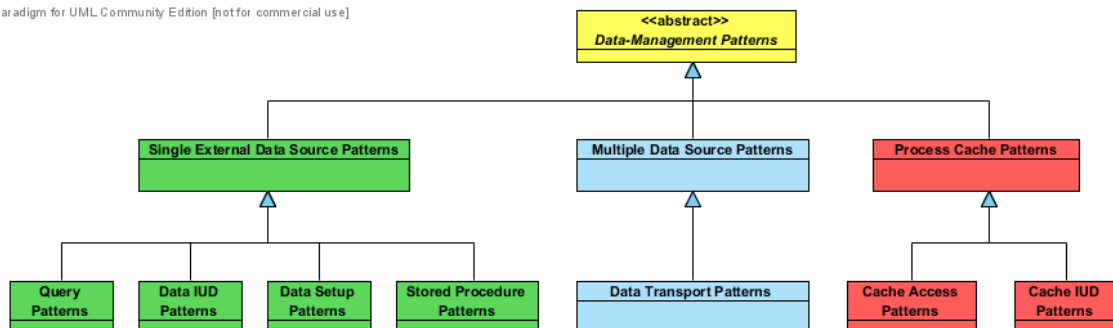 aradigm for UML Community Edition [not for commercial use]
<<abstract>>
Data-Management Patterns
Single External Data Source Patterns
Multiple Data Source Patterns
Process Cache Patterns
Query
Patterns
Data IUD
Patterns
Data Setup
Patterns
Stored Procedure
Patterns
Data Transport Patterns
Cache Access
Patterns
Cache IUD
Patterns